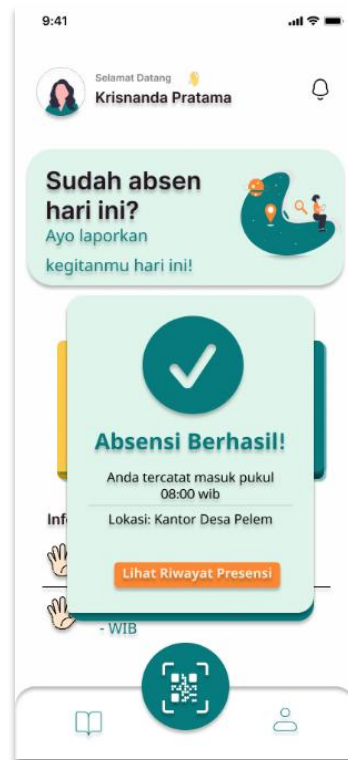 9:41
Selamat Datang
Krisnanda Pratama
Sudah absen
hari ini?
Ayo laporkan
kegitanmu hari ini!
Absensi Berhasil!
Anda tercatat masuk pukul
08:00 wib
Lokasi: Kantor Desa Pelem
Inf
Lihat Riwayat Presensi
- WIB